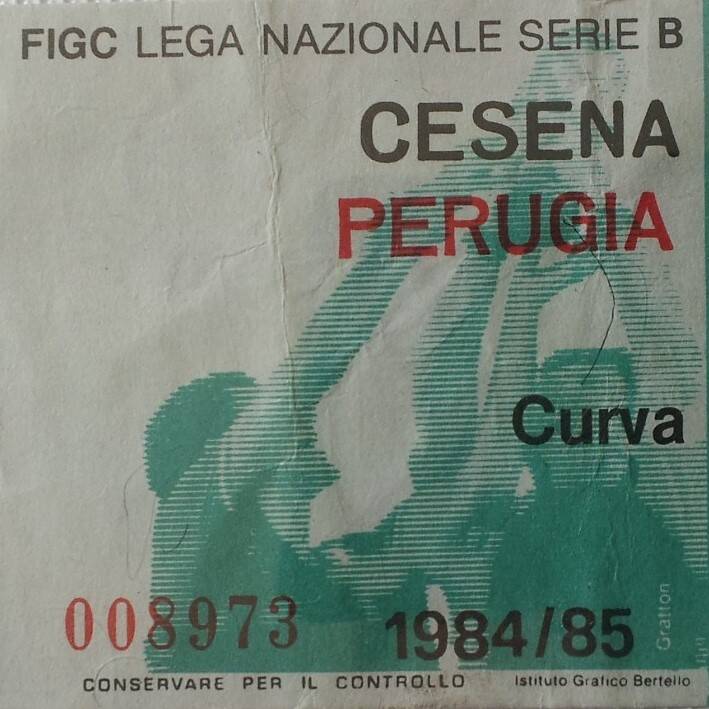 FIGC LEGA NAZIONALE SERIE B
CESENA
PERUGIA
Curva
008973
1984/85
Gratton
CONSERVARE PER IL CONTROLLO
Istituto Grafico Bertello